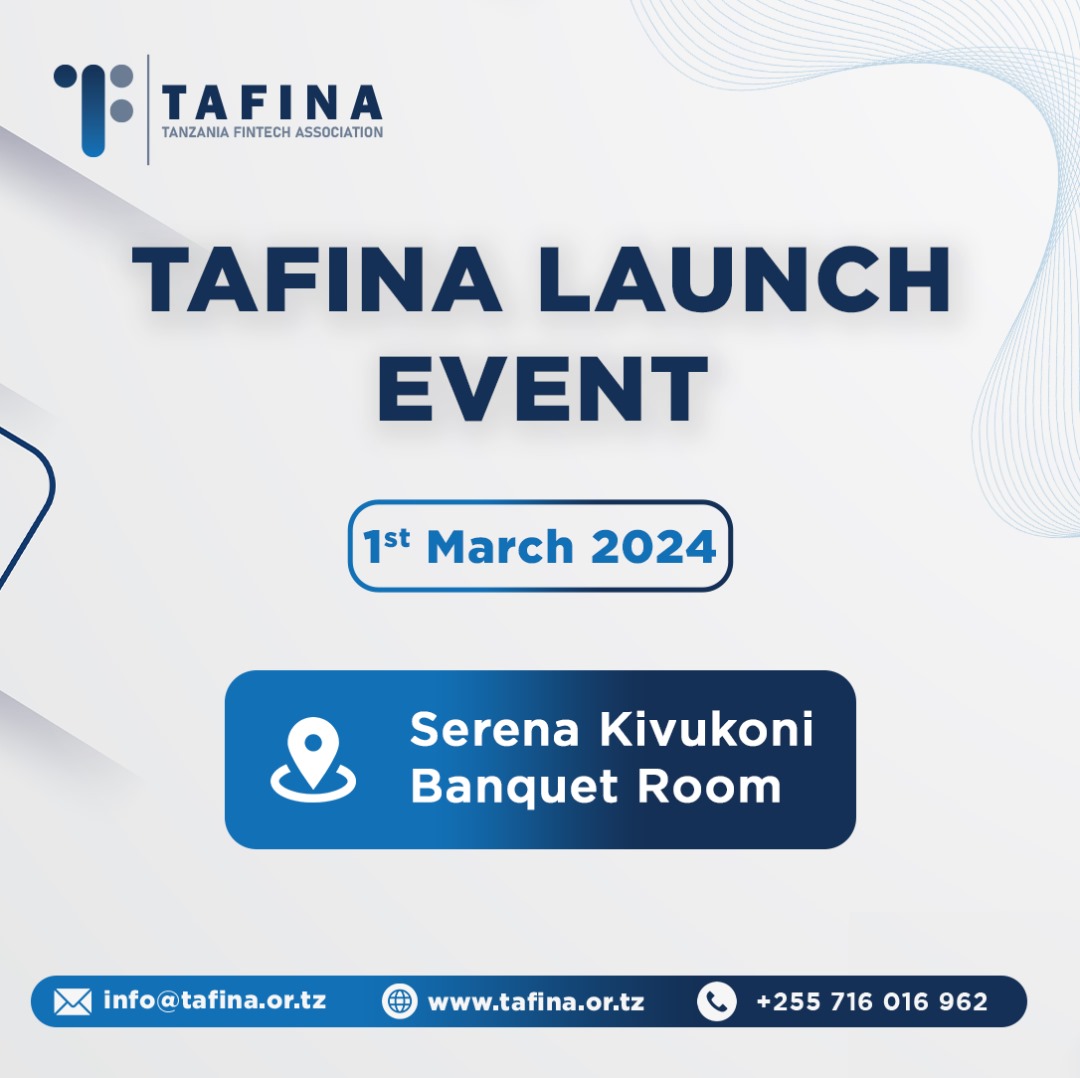 TAFINA
TANZANIA FINTECH ASSOCIATION
TAFINA LAUNCH
EVENT
1st March 2024
Serena Kivukoni
Banquet Room
info@tafina.or.tz www.tafina.or.tz +255 716 016 962